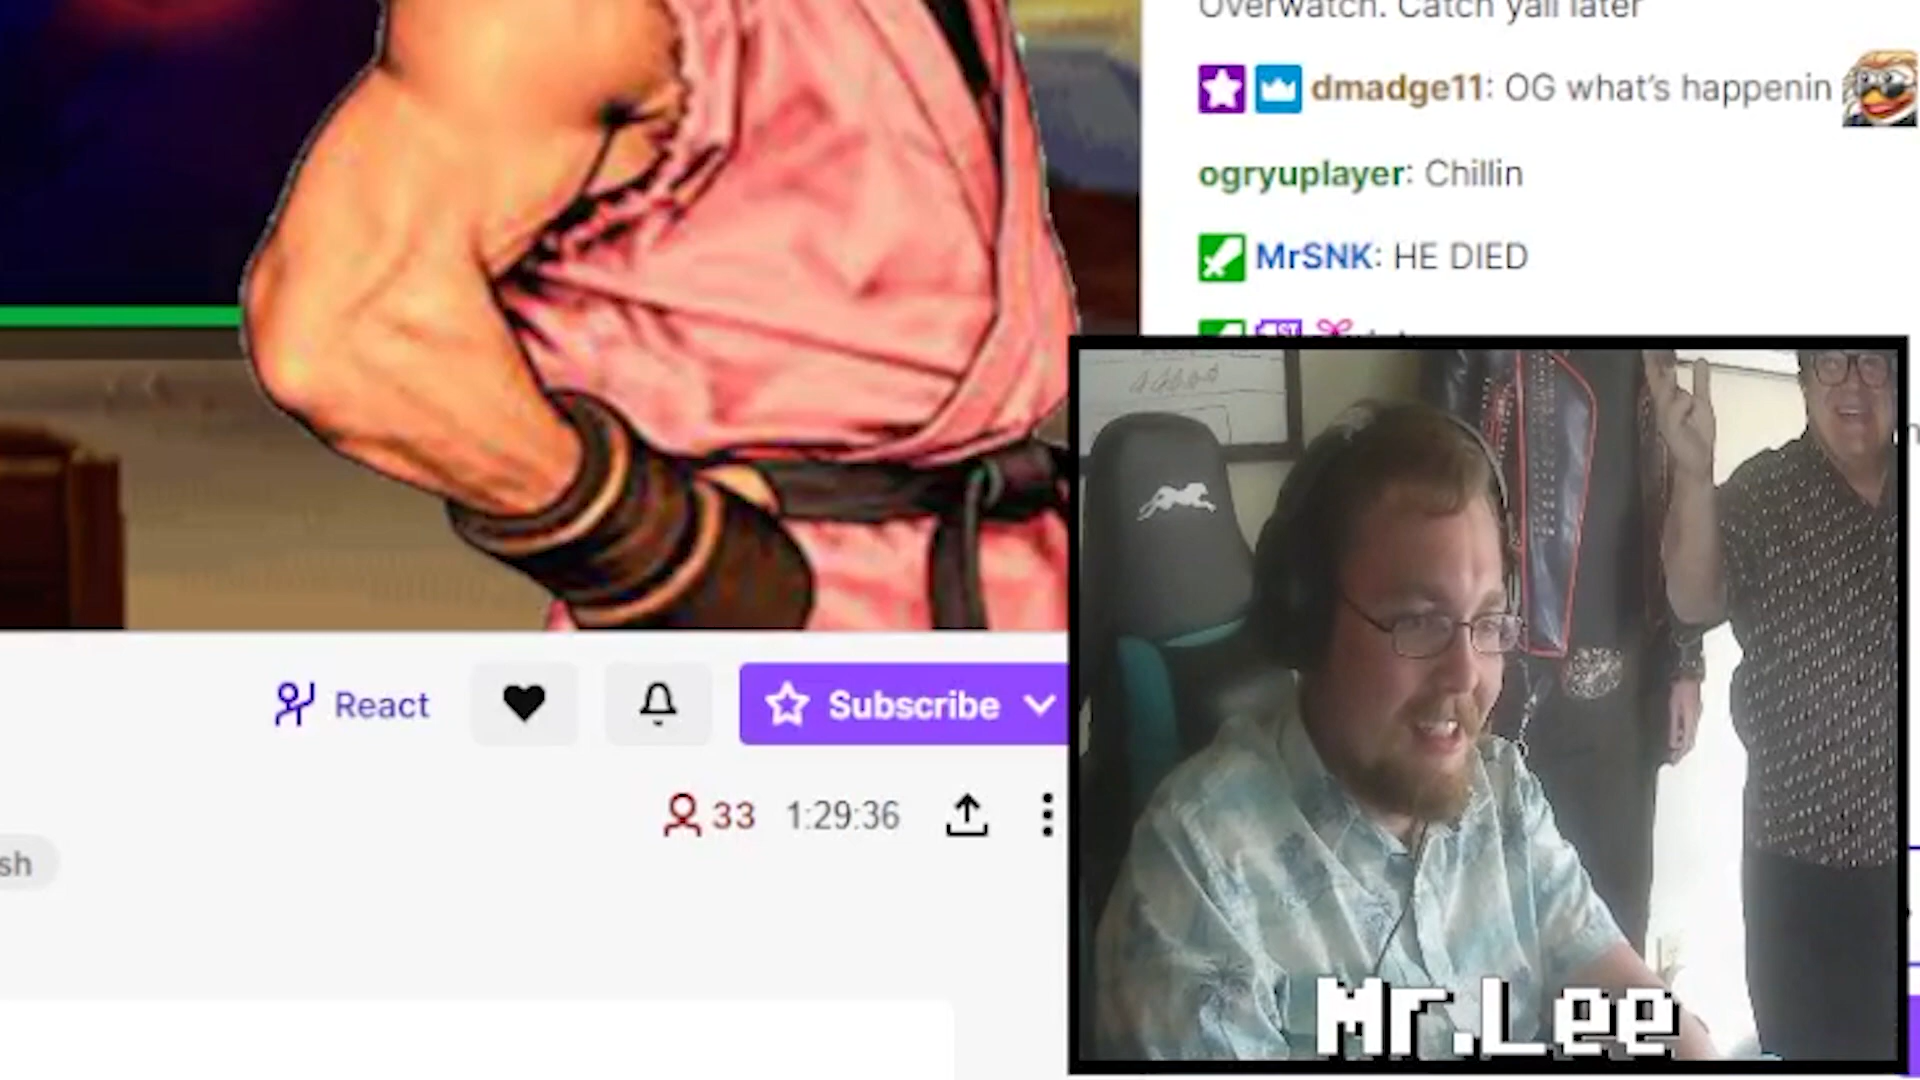 Overwatch. Catch yall later
dmadge11: OG what's happenin
ogryuplayer: Chillin
MrSNK: HE DIED
React
Subscribe
33 1:29:36
sh
Mr.Lee